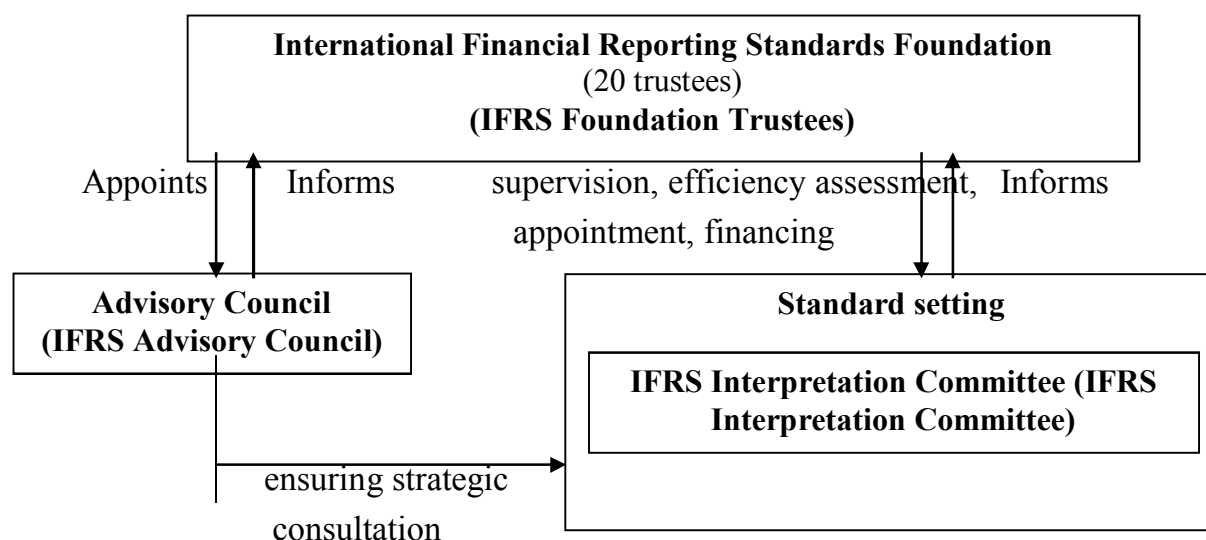 International Financial Reporting Standards Foundation
(20 trustees)
(IFRS Foundation Trustees)
Appoints
Informs
supervision, efficiency assessment,
appointment, financing
Informs
Advisory Council
(IFRS Advisory Council)
Standard setting
IFRS Interpretation Committee (IFRS
Interpretation Committee)
ensuring strategic
consultation